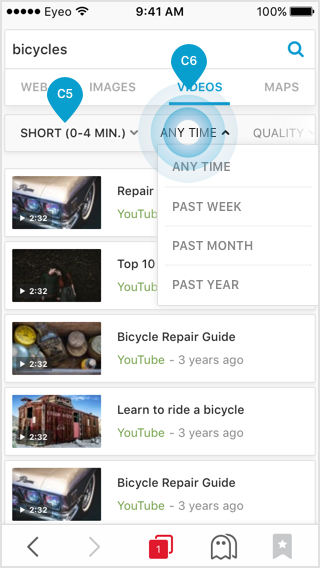 Eyeo 9:41 AM 100%
bicycles
C6
WEB IMAGES VIDEOS MAPS
C5
SHORT (0-4 MIN.) ANY TIME QUALITY
ANY TIME
2:32
Repair
YouTube
PAST WEEK
PAST MONTH
2:32
Top 10
YouTube
PAST YEAR
2:32
Bicycle Repair Guide
YouTube - 3 years ago
2:32
Learn to ride a bicycle
YouTube - 3 years ago
2:32
Bicycle Repair Guide
YouTube - 3 years ago
1